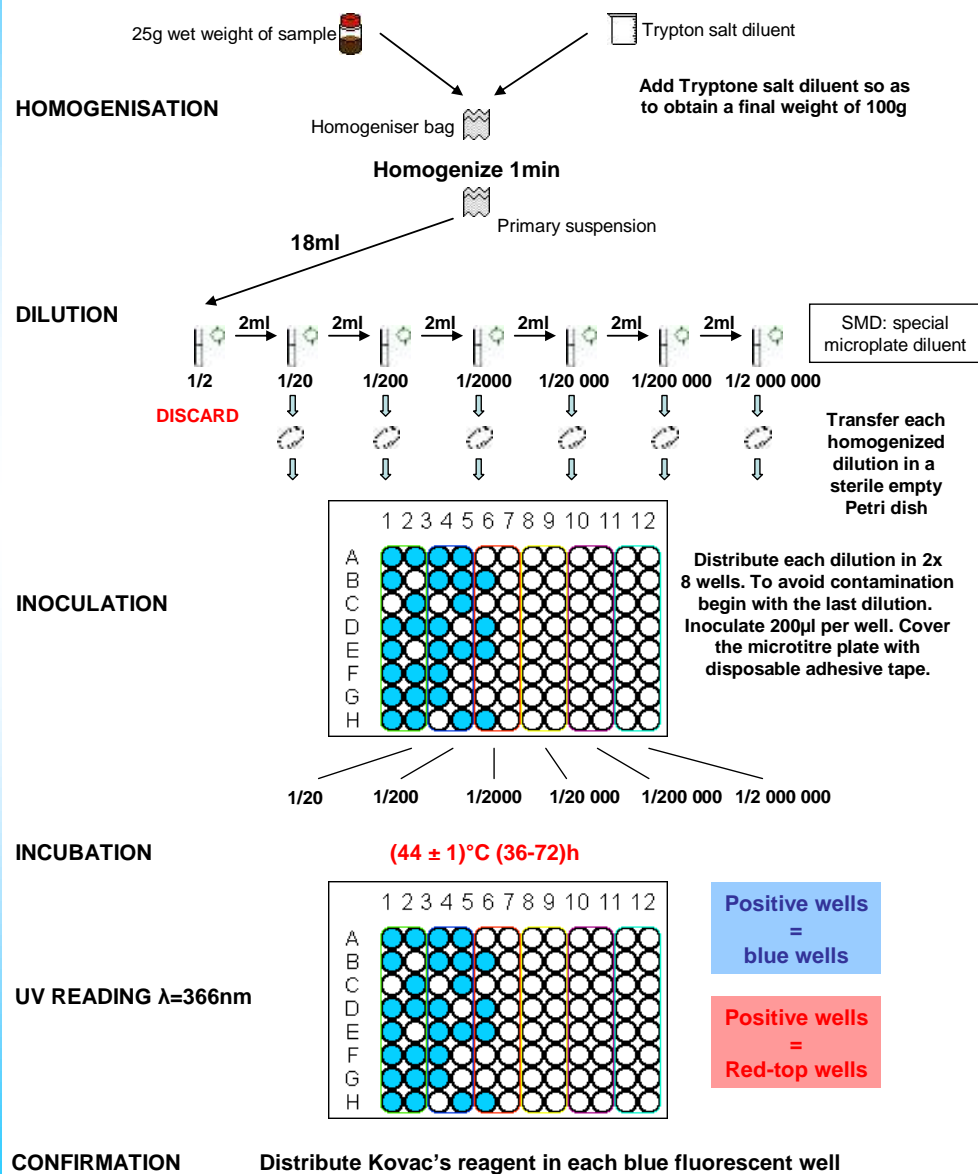 25g wet weight of sample
Trypton salt diluent
HOMOGENISATION
Add Tryptone salt diluent so as
to obtain a final weight of 100g
Homogeniser bag
Homogenize 1min
Primary suspension
18ml
DILUTION
2ml 2ml 2ml 2ml 2ml 2ml
SMD: special
microplate diluent
1/2 1/20 1/200 1/2000 1/20 000 1/200 000 1/2 000 000
DISCARD
Transfer each
homogenized
dilution in a
sterile empty
Petri dish
INOCULATION
1 2 3 4 5 6 7 8 9 10 11 12
A
B
C
D
E
F
G
H
Distribute each dilution in 2x
8 wells. To avoid contamination
begin with the last dilution.
Inoculate 200µl per well. Cover
the microtitre plate with
disposable adhesive tape.
1/20 1/200 1/2000 1/20 000 1/200 000 1/2 000 000
INCUBATION
(44 ± 1)°C (36-72)h
UV READING λ=366nm
1 2 3 4 5 6 7 8 9 10 11 12
A
B
C
D
E
F
G
H
Positive wells
=
blue wells
Positive wells
=
Red-top wells
CONFIRMATION
Distribute Kovac's reagent in each blue fluorescent well